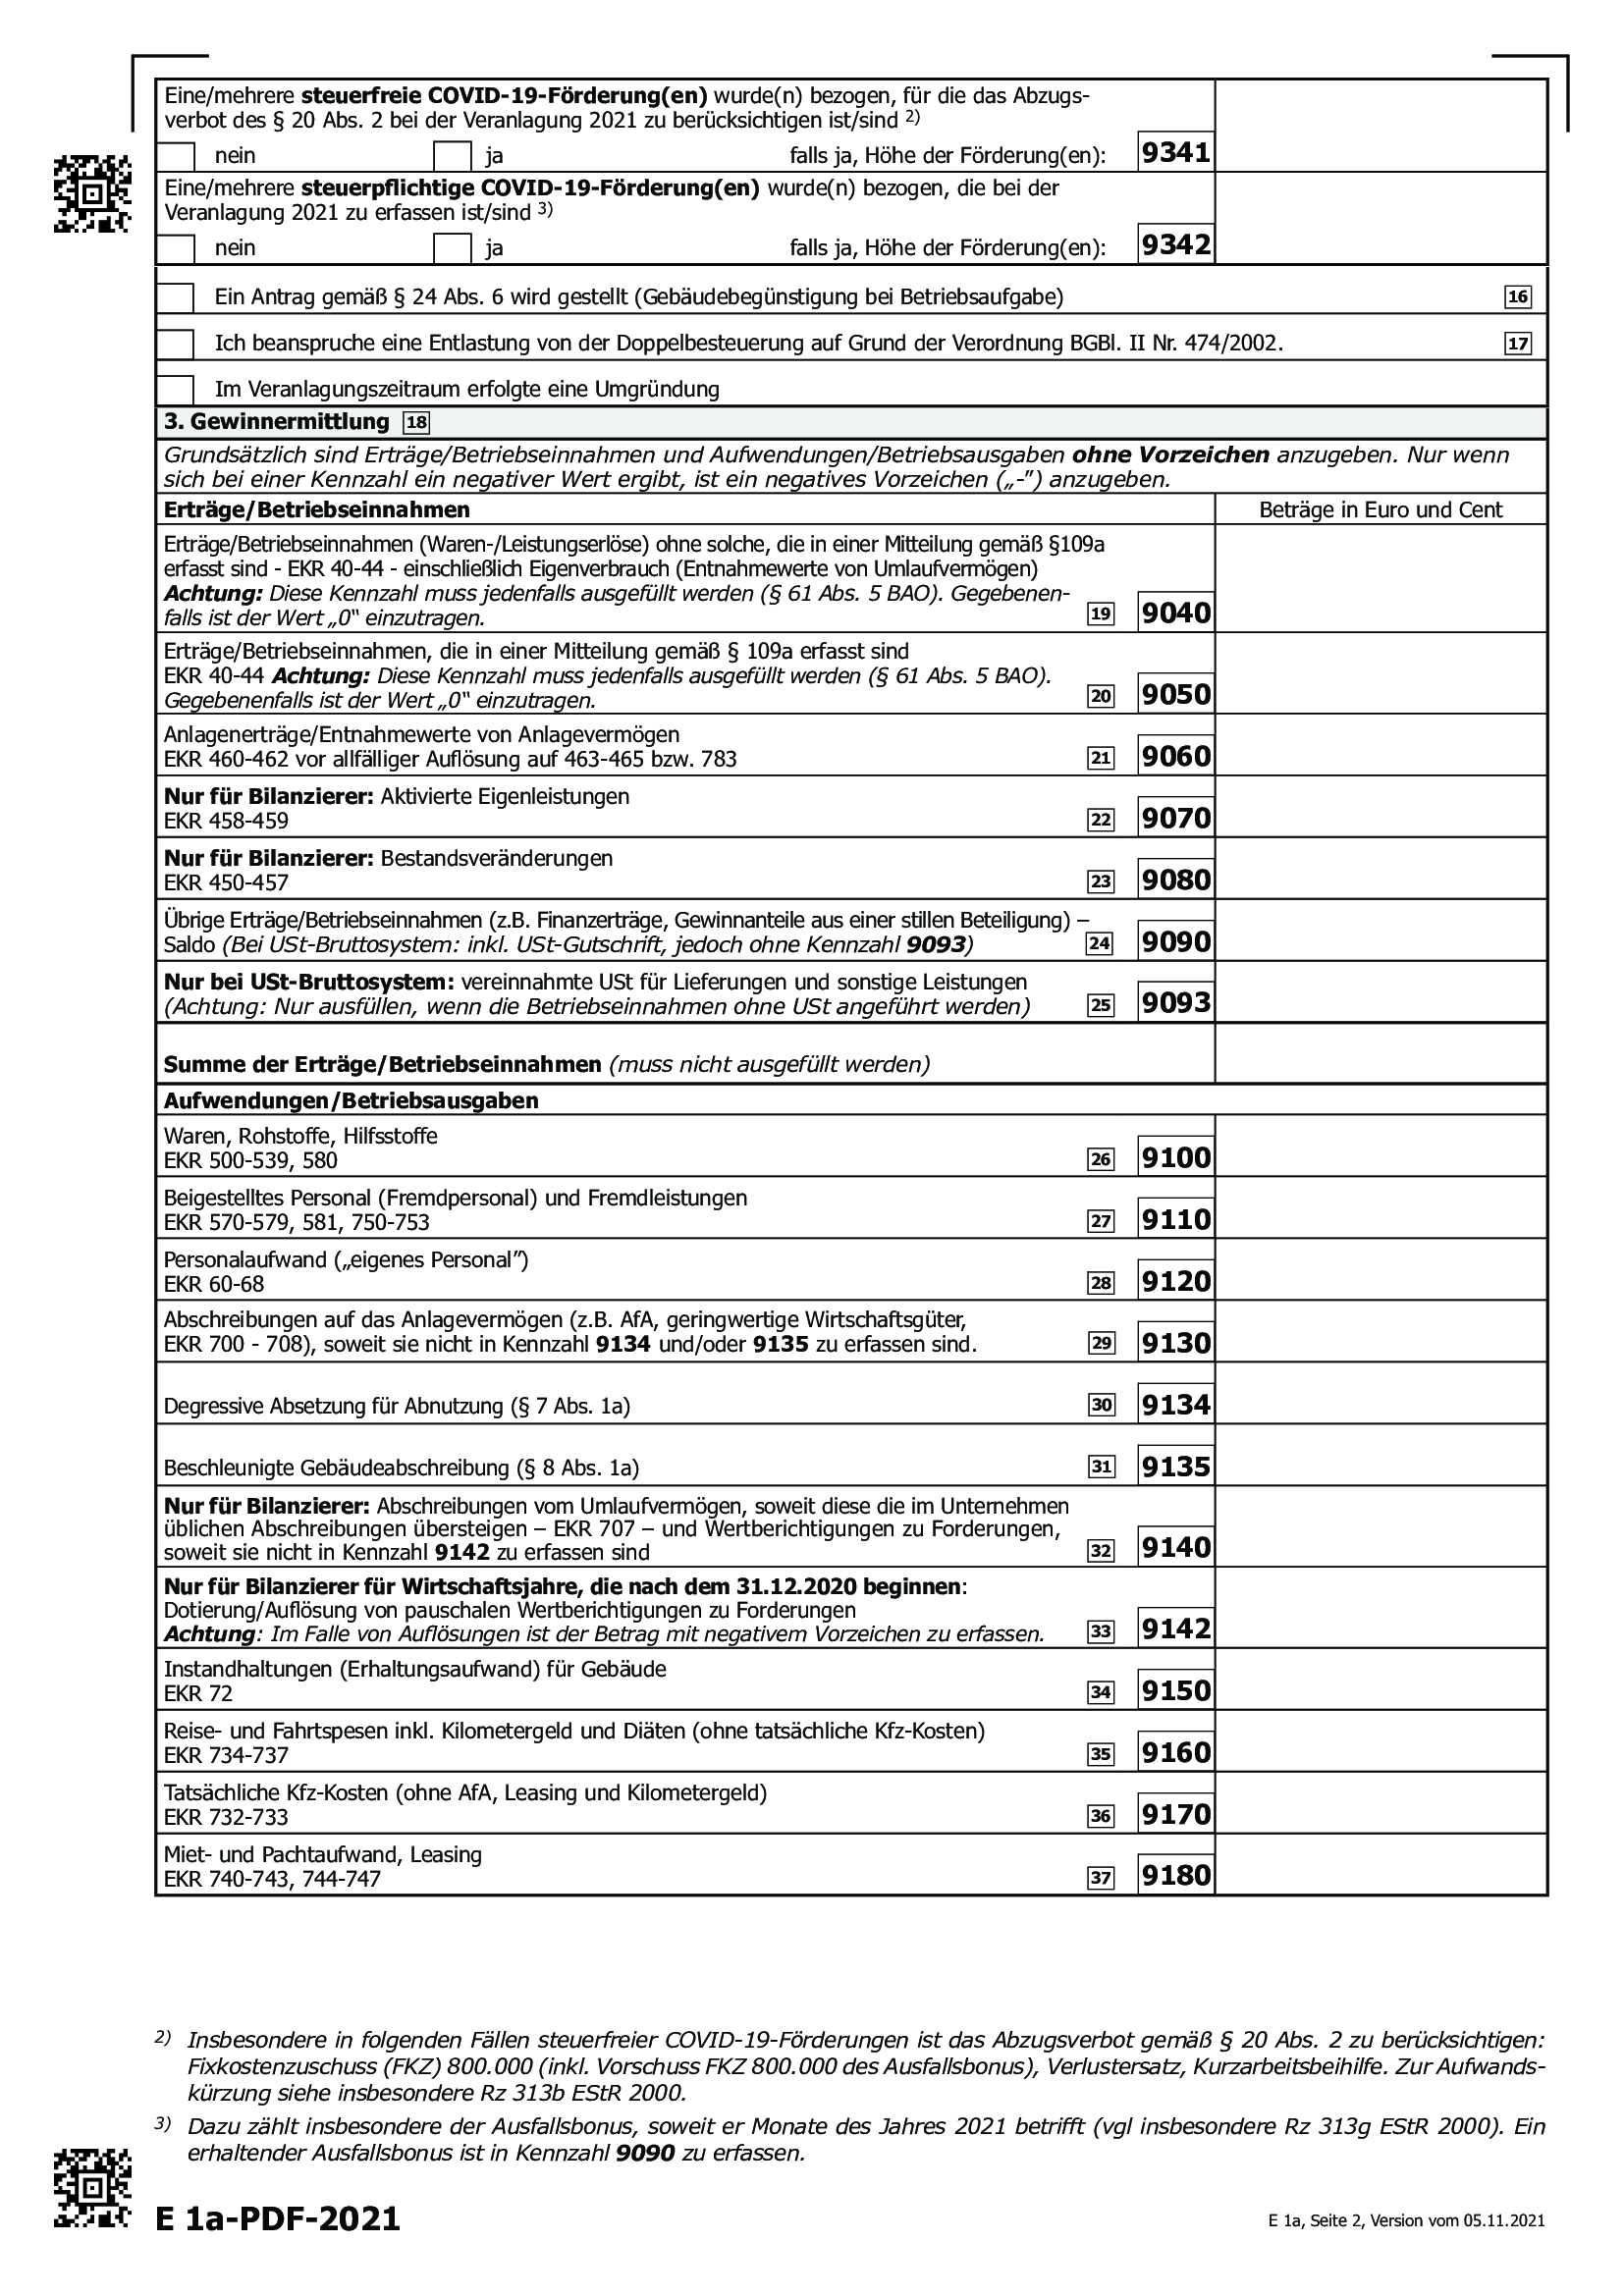 Eine/mehrere steuerfreie COVID-19-Förderung(en) wurde(n) bezogen, für die das Abzugs-
verbot des § 20 Abs. 2 bei der Veranlagung 2021 zu berücksichtigen ist/sind 2)
nein ja falls ja, Höhe der Förderung(en): 9341
Eine/mehrere steuerpflichtige COVID-19-Förderung(en) wurde(n) bezogen, die bei der
Veranlagung 2021 zu erfassen ist/sind 3)
nein ja falls ja, Höhe der Förderung(en): 9342
Ein Antrag gemäß § 24 Abs. 6 wird gestellt (Gebäudebegünstigung bei Betriebsaufgabe) 16
Ich beanspruche eine Entlastung von der Doppelbesteuerung auf Grund der Verordnung BGBl. II Nr. 474/2002. 17
Im Veranlagungszeitraum erfolgte eine Umgründung
3. Gewinnermittlung 18
Grundsätzlich sind Erträge/Betriebseinnahmen und Aufwendungen/Betriebsausgaben ohne Vorzeichen anzugeben. Nur wenn
sich bei einer Kennzahl ein negativer Wert ergibt, ist ein negatives Vorzeichen („-”) anzugeben.
Erträge/Betriebseinnahmen Beträge in Euro und Cent
Erträge/Betriebseinnahmen (Waren-/Leistungserlöse) ohne solche, die in einer Mitteilung gemäß §109a
erfasst sind - EKR 40-44 - einschließlich Eigenverbrauch (Entnahmewerte von Umlaufvermögen)
Achtung: Diese Kennzahl muss jedenfalls ausgefüllt werden (§ 61 Abs. 5 BAO). Gegebenen-
falls ist der Wert „0“ einzutragen. 19 9040
Erträge/Betriebseinnahmen, die in einer Mitteilung gemäß § 109a erfasst sind
EKR 40-44 Achtung: Diese Kennzahl muss jedenfalls ausgefüllt werden (§ 61 Abs. 5 BAO).
Gegebenenfalls ist der Wert „0“ einzutragen. 20 9050
Anlagenerträge/Entnahmewerte von Anlagevermögen
EKR 460-462 vor allfälliger Auflösung auf 463-465 bzw. 783 21 9060
Nur für Bilanzierer: Aktivierte Eigenleistungen
EKR 458-459 22 9070
Nur für Bilanzierer: Bestandsveränderungen
EKR 450-457 23 9080
Übrige Erträge/Betriebseinnahmen (z.B. Finanzerträge, Gewinnanteile aus einer stillen Beteiligung) –
Saldo (Bei USt-Bruttosystem: inkl. USt-Gutschrift, jedoch ohne Kennzahl 9093) 24 9090
Nur bei USt-Bruttosystem: vereinnahmte USt für Lieferungen und sonstige Leistungen
(Achtung: Nur ausfüllen, wenn die Betriebseinnahmen ohne USt angeführt werden) 25 9093
Summe der Erträge/Betriebseinnahmen (muss nicht ausgefüllt werden)
Aufwendungen/Betriebsausgaben
Waren, Rohstoffe, Hilfsstoffe
EKR 500-539, 580 26 9100
Beigestelltes Personal (Fremdpersonal) und Fremdleistungen
EKR 570-579, 581, 750-753 27 9110
Personalaufwand („eigenes Personal”)
EKR 60-68 28 9120
Abschreibungen auf das Anlagevermögen (z.B. AfA, geringwertige Wirtschaftsgüter,
EKR 700 - 708), soweit sie nicht in Kennzahl 9134 und/oder 9135 zu erfassen sind. 29 9130
Degressive Absetzung für Abnutzung (§ 7 Abs. 1a) 30 9134
Beschleunigte Gebäudeabschreibung (§ 8 Abs. 1a) 31 9135
Nur für Bilanzierer: Abschreibungen vom Umlaufvermögen, soweit diese die im Unternehmen
üblichen Abschreibungen übersteigen – EKR 707 – und Wertberichtigungen zu Forderungen,
soweit sie nicht in Kennzahl 9142 zu erfassen sind 32 9140
Nur für Bilanzierer für Wirtschaftsjahre, die nach dem 31.12.2020 beginnen:
Dotierung/Auflösung von pauschalen Wertberichtigungen zu Forderungen
Achtung: Im Falle von Auflösungen ist der Betrag mit negativem Vorzeichen zu erfassen. 33 9142
Instandhaltungen (Erhaltungsaufwand) für Gebäude
EKR 72 34 9150
Reise- und Fahrtspesen inkl. Kilometergeld und Diäten (ohne tatsächliche Kfz-Kosten)
EKR 734-737 35 9160
Tatsächliche Kfz-Kosten (ohne AfA, Leasing und Kilometergeld)
EKR 732-733 36 9170
Miet- und Pachtaufwand, Leasing
EKR 740-743, 744-747 37 9180
2) Insbesondere in folgenden Fällen steuerfreier COVID-19-Förderungen ist das Abzugsverbot gemäß § 20 Abs. 2 zu berücksichtigen:
Fixkostenzuschuss (FKZ) 800.000 (inkl. Vorschuss FKZ 800.000 des Ausfallsbonus), Verlustersatz, Kurzarbeitsbeihilfe. Zur Aufwands-
kürzung siehe insbesondere Rz 313b EStR 2000.
3) Dazu zählt insbesondere der Ausfallsbonus, soweit er Monate des Jahres 2021 betrifft (vgl insbesondere Rz 313g EStR 2000). Ein
erhaltender Ausfallsbonus ist in Kennzahl 9090 zu erfassen.
E 1a-PDF-2021 E 1a, Seite 2, Version vom 05.11.2021